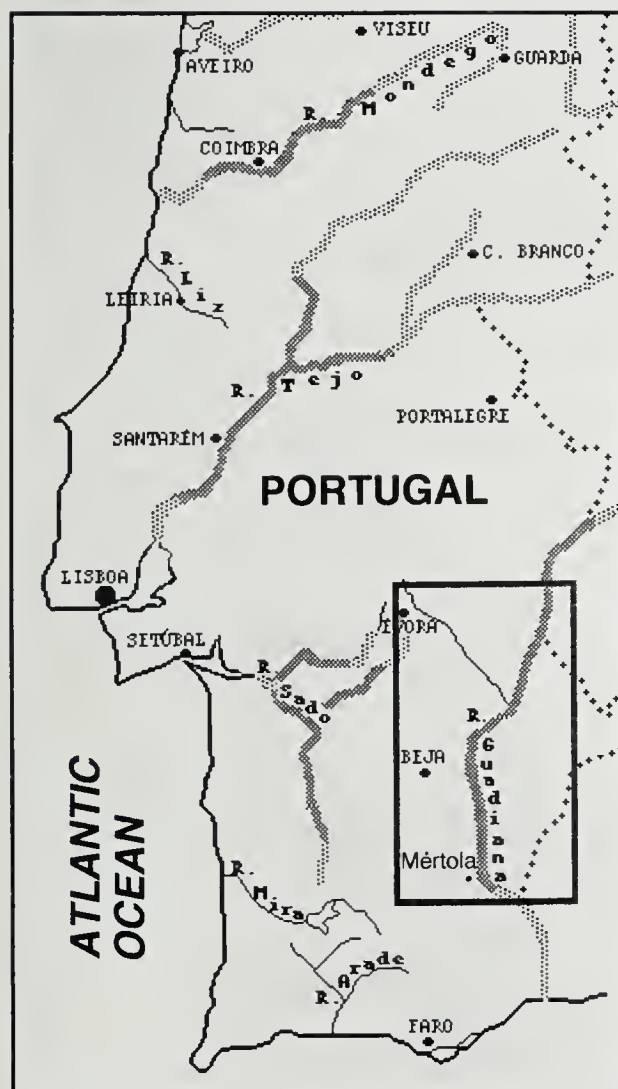 VISEU
AVEIRO
GUARDA
R. Mondego
COIMBRA
C. BRANCO
R. Liz
LEIRIA
R. Tejo
PORTALEGRE
SANTARÉM
PORTUGAL
LISBOA
EVORA
SETÚBAL
R. Sado
R. Guadiana
BEJA
ATLANTIC
OCEAN
Mértola
R. Mira
R. Arade
FARO